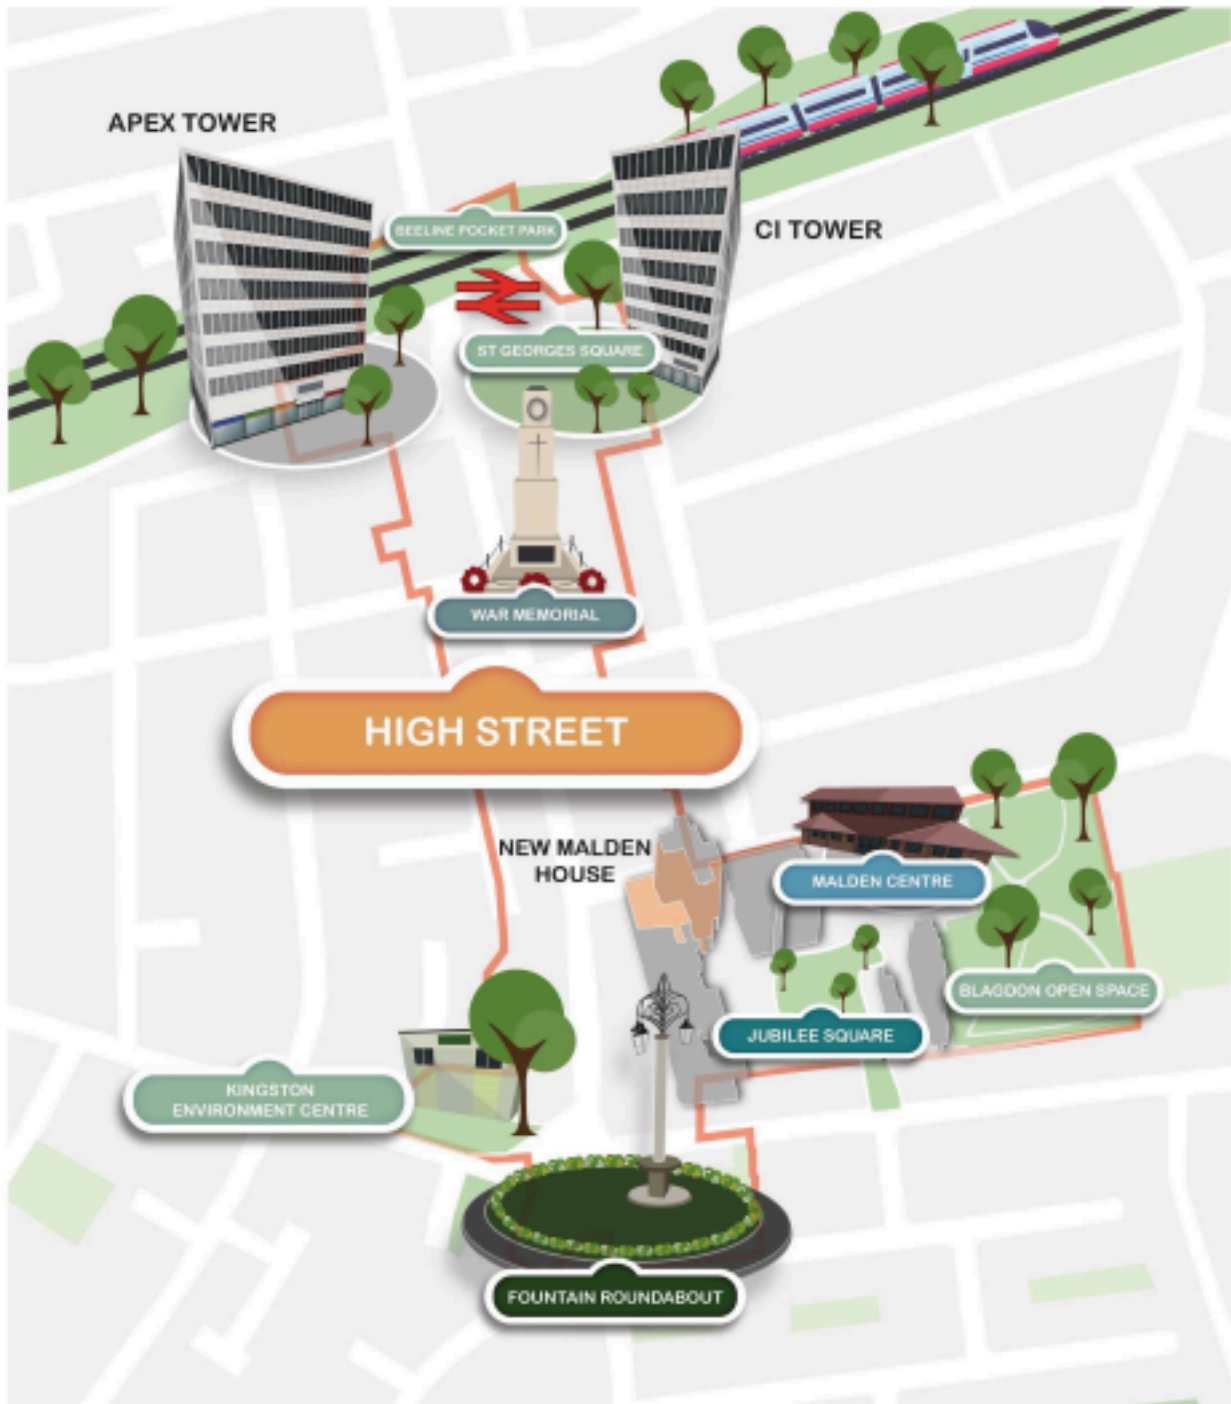 APEX TOWER
BEELINE POCKET PARK
CI TOWER
ST GEORGES SQUARE
WAR MEMORIAL
HIGH STREET
NEW MALDEN
HOUSE
MALDEN CENTRE
BLAGDON OPEN SPACE
JUBILEE SQUARE
KINGSTON
ENVIRONMENT CENTRE
FOUNTAIN ROUNDABOUT